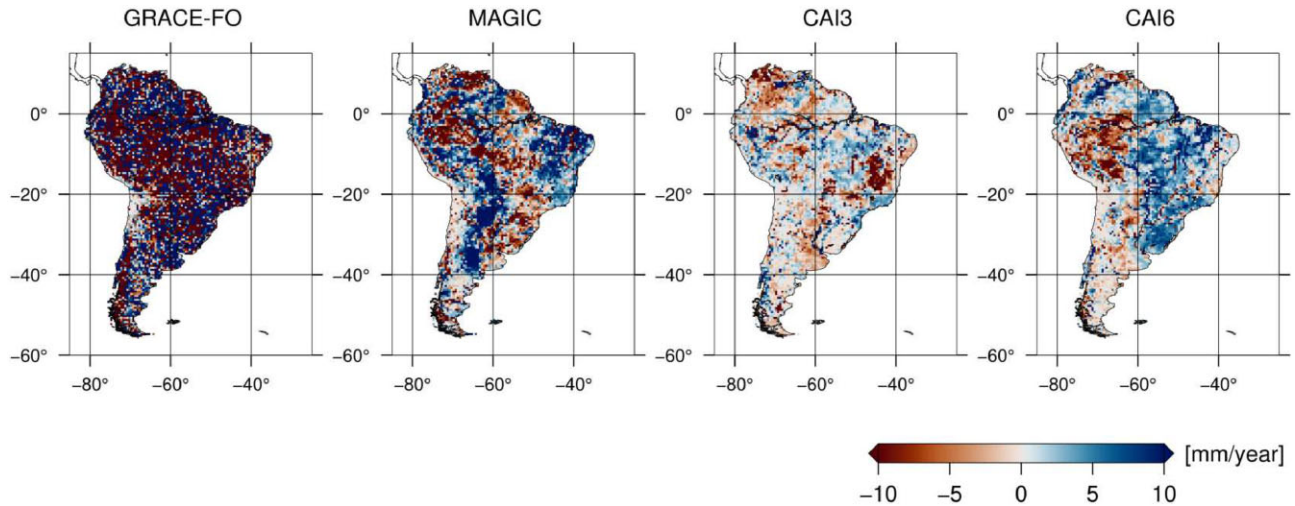 GRACE-FO MAGIC CAI3 CAI6
0° 0° 0° 0°
−20° −20° −20° −20°
−40° −40° −40° −40°
−60° −60° −60° −60°
−80° −60° −40° −80° −60° −40° −80° −60° −40° −80° −60° −40°
[mm/year]
−10 −5 0 5 10